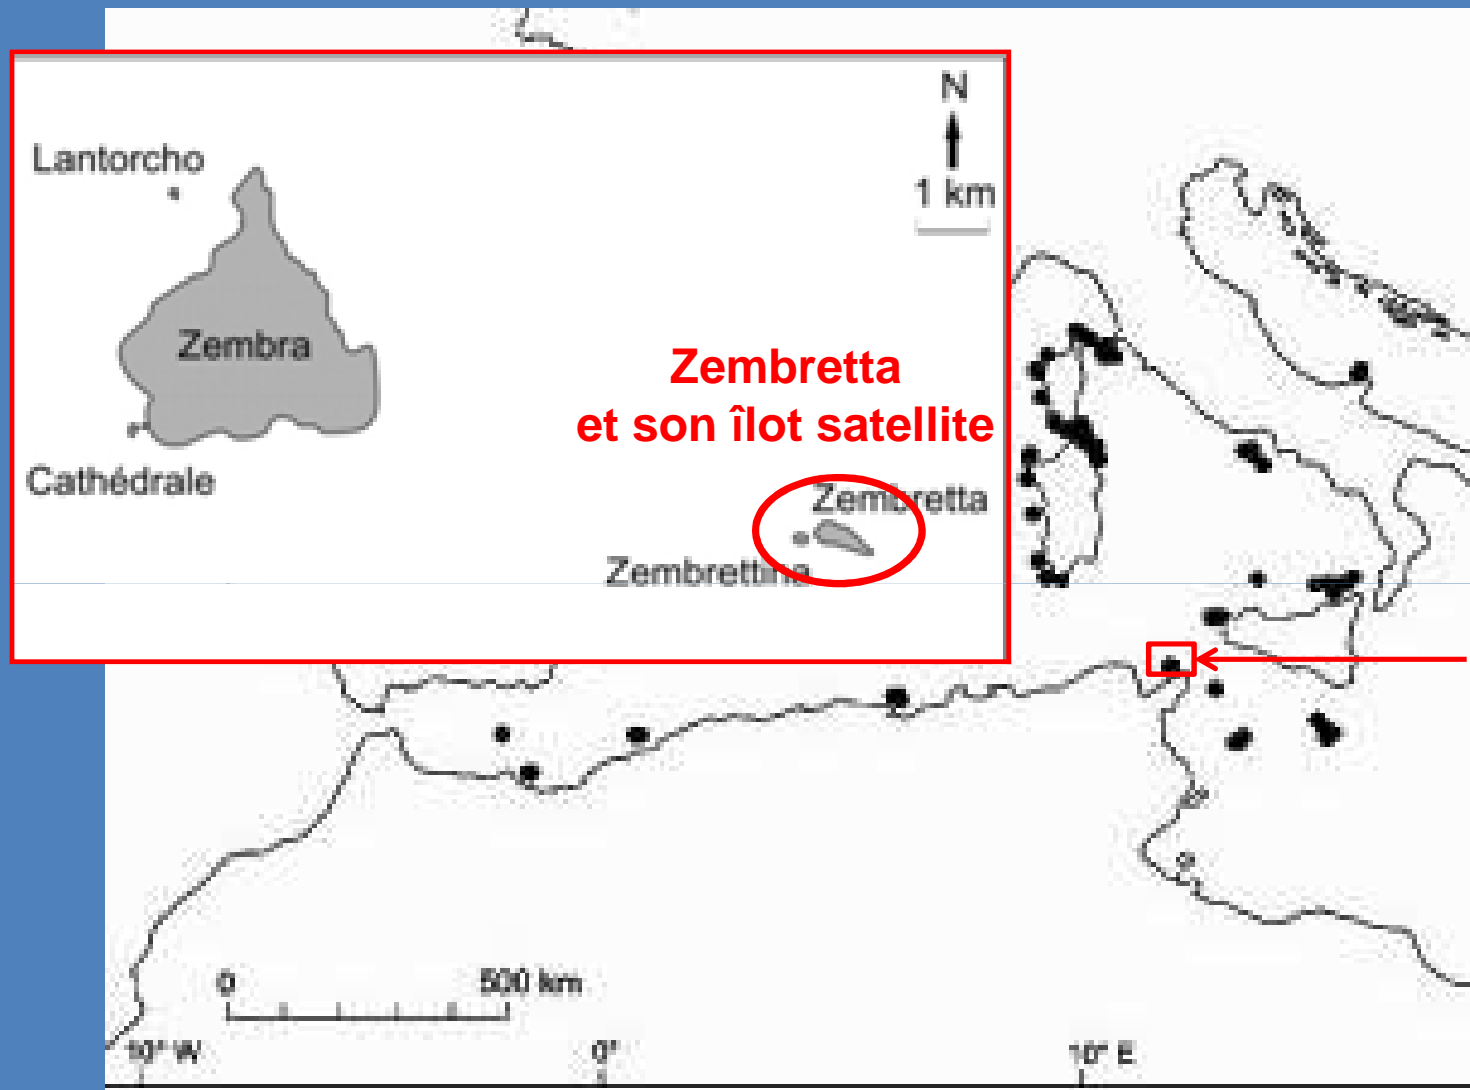 N
1 km
Lantorcho
Zembra
Zembretta
et son îlot satellite
Cathédrale
Zembretta
Zembrettina
0 500 km
10° W 0° 10° E